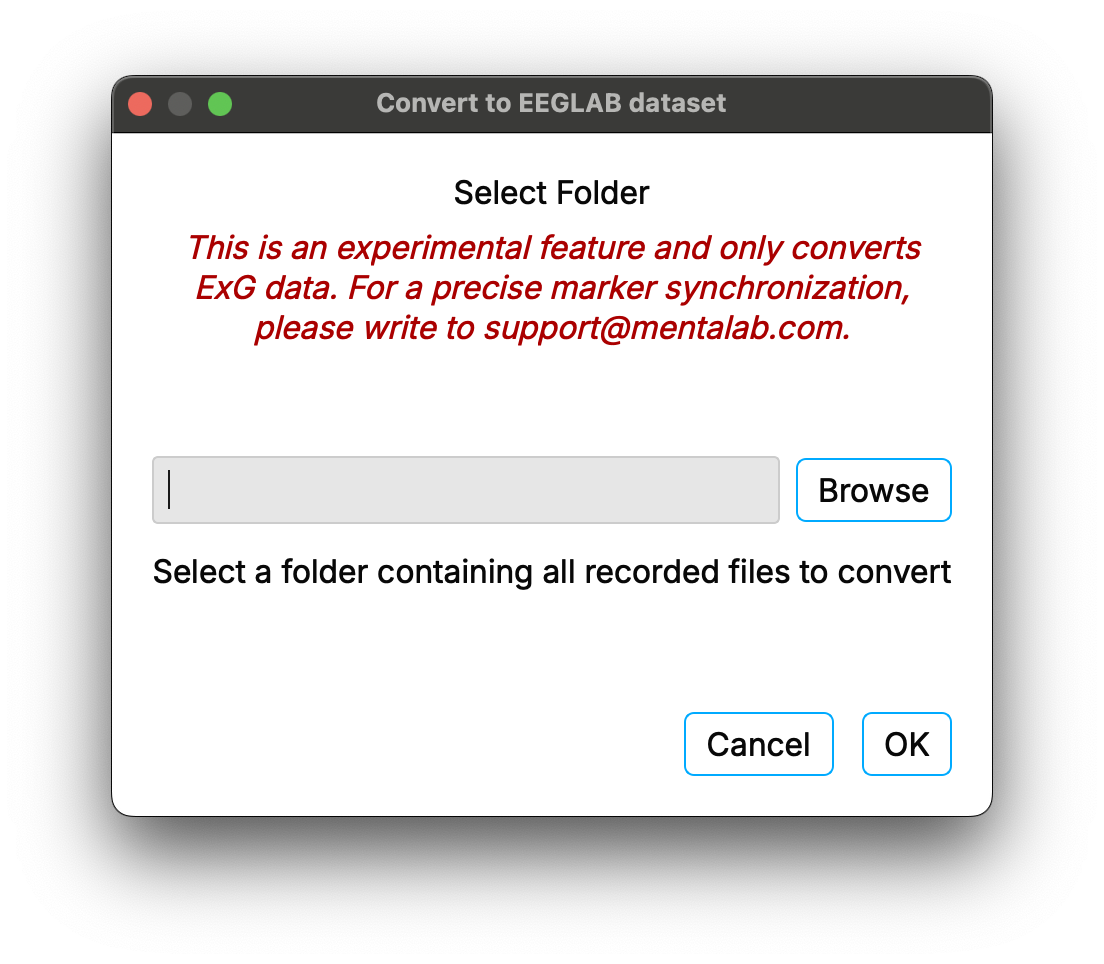 Convert to EEGLAB dataset
Select Folder
This is an experimental feature and only converts
ExG data. For a precise marker synchronization,
please write to support@mentalab.com.
Browse
Select a folder containing all recorded files to convert
Cancel
OK